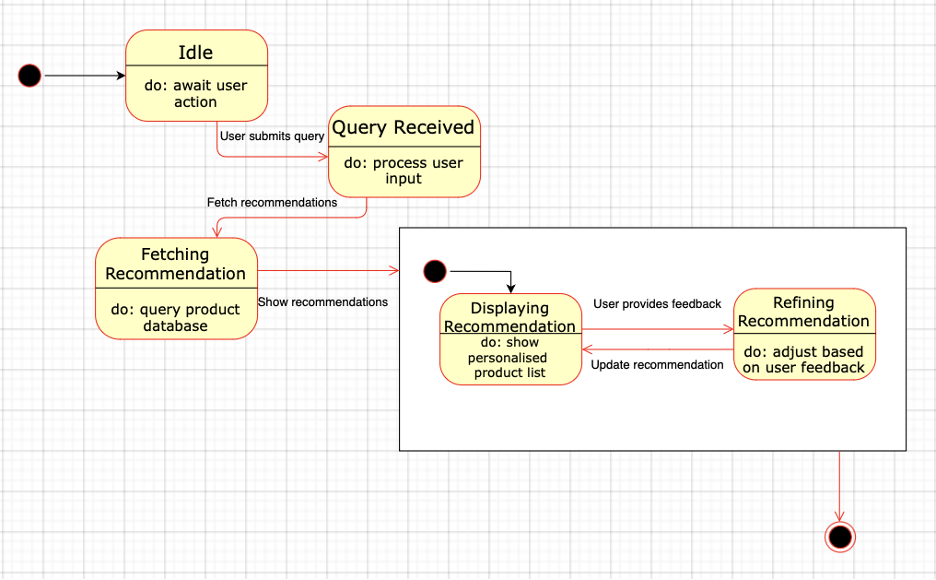 Idle
do: await user
action
User submits query
Query Received
do: process user
input
Fetch recommendations
Fetching
Recommendation
do: query product
database
Show recommendations
Displaying
Recommendation
do: show
personalised
product list
User provides feedback
Update recommendation
Refining
Recommendation
do: adjust based
on user feedback